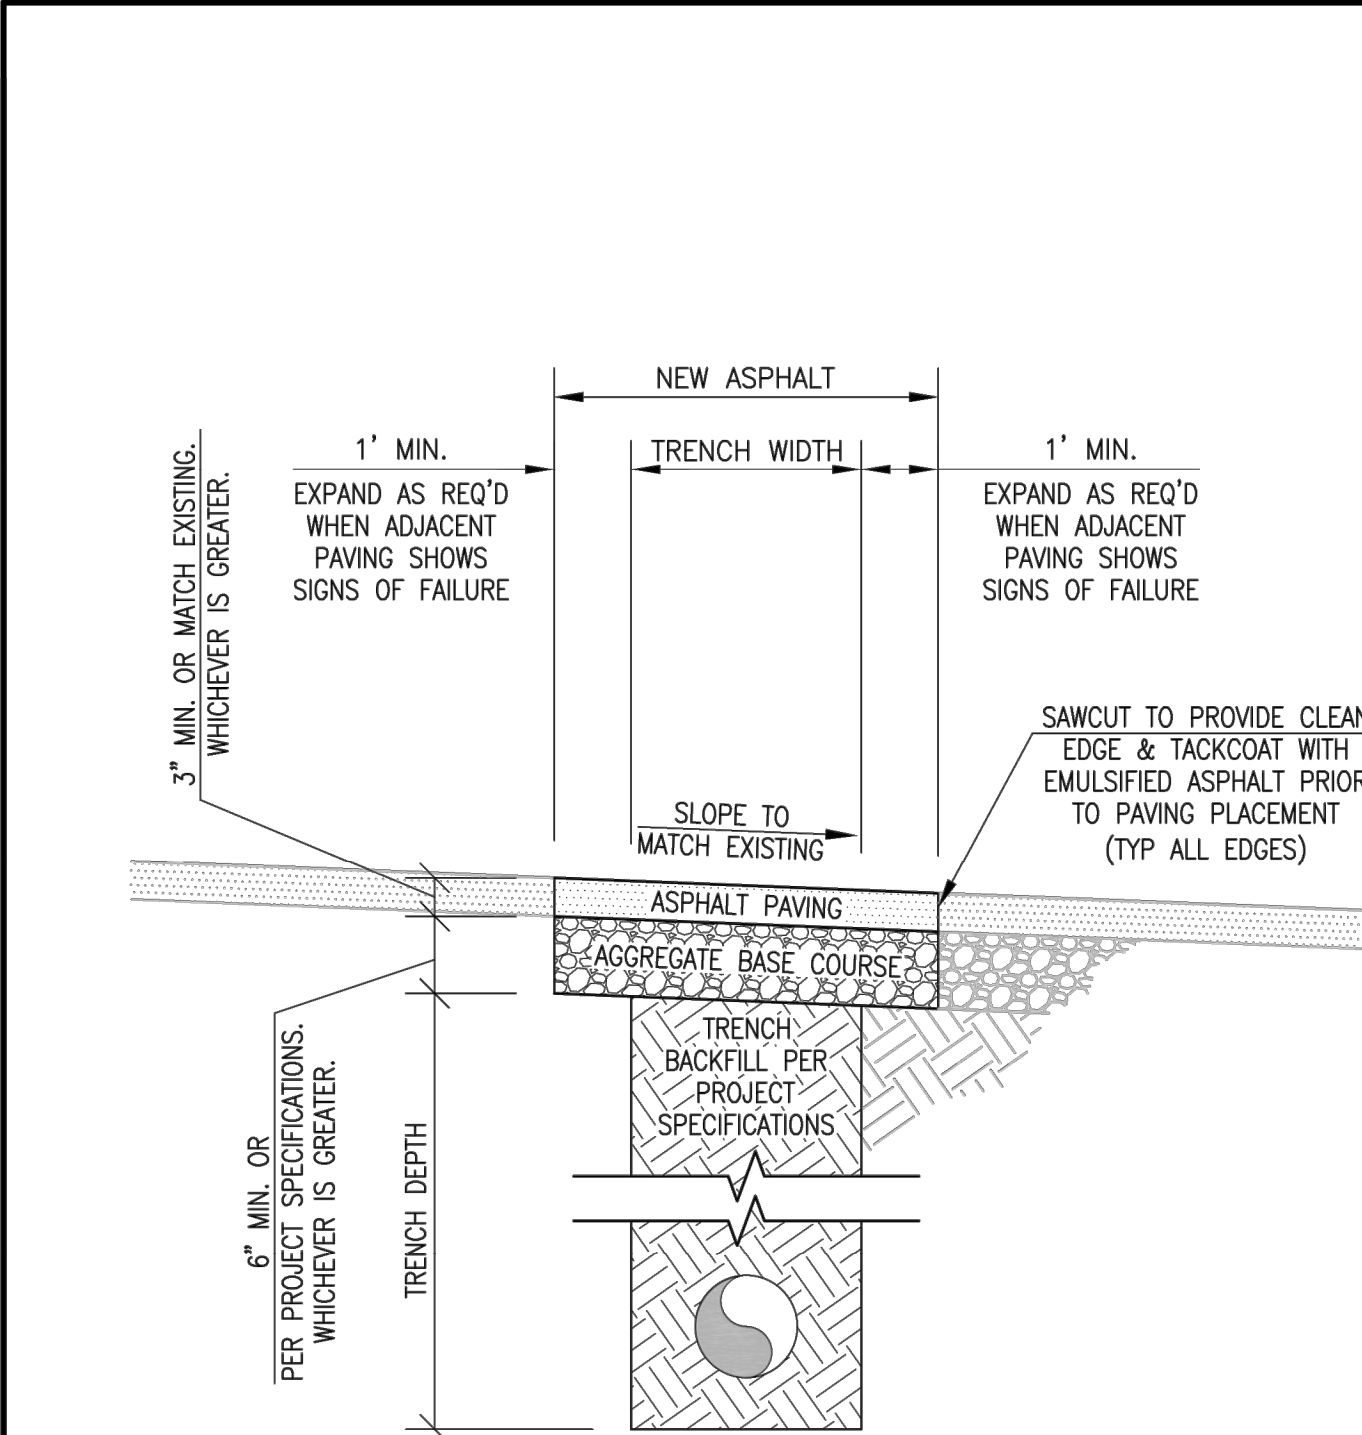 NEW ASPHALT
1' MIN.
EXPAND AS REQ'D
WHEN ADJACENT
PAVING SHOWS
SIGNS OF FAILURE
TRENCH WIDTH
1' MIN.
EXPAND AS REQ'D
WHEN ADJACENT
PAVING SHOWS
SIGNS OF FAILURE
3" MIN. OR MATCH EXISTING.
WHICHEVER IS GREATER.
SAWCUT TO PROVIDE CLEAN
EDGE & TACKCOAT WITH
EMULSIFIED ASPHALT PRIOR
TO PAVING PLACEMENT
(TYP ALL EDGES)
SLOPE TO
MATCH EXISTING
ASPHALT PAVING
AGGREGATE BASE COURSE
TRENCH
BACKFILL PER
PROJECT
SPECIFICATIONS
6" MIN. OR
PER PROJECT SPECIFICATIONS.
WHICHEVER IS GREATER.
TRENCH DEPTH